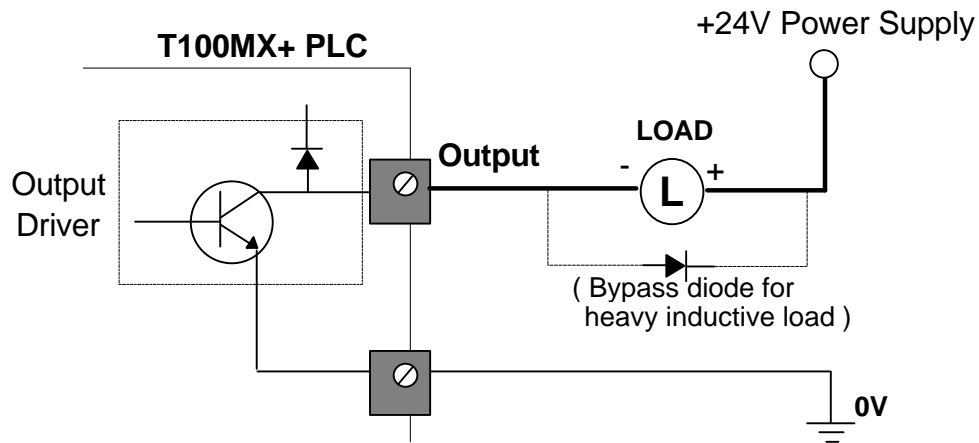 +24V Power Supply
T100MX+ PLC
LOAD
Output
- L +
Output
Driver
( Bypass diode for
heavy inductive load )
0V